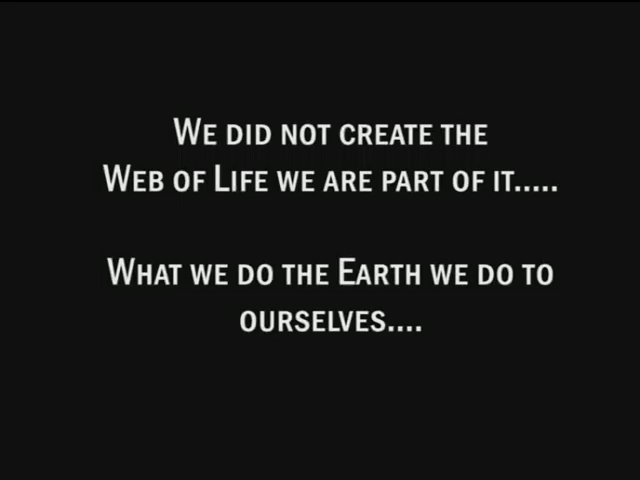 We did not create the
Web of Life we are part of it.....
What we do the Earth we do to
ourselves....